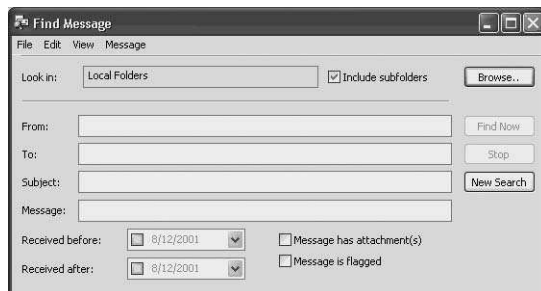 Find Message
File Edit View Message
Look in: Local Folders Include subfolders Browse..
From: Find Now
To: Stop
Subject: New Search
Message:
Received before: 8/12/2001 Message has attachment(s)
Message is flagged
Received after: 8/12/2001